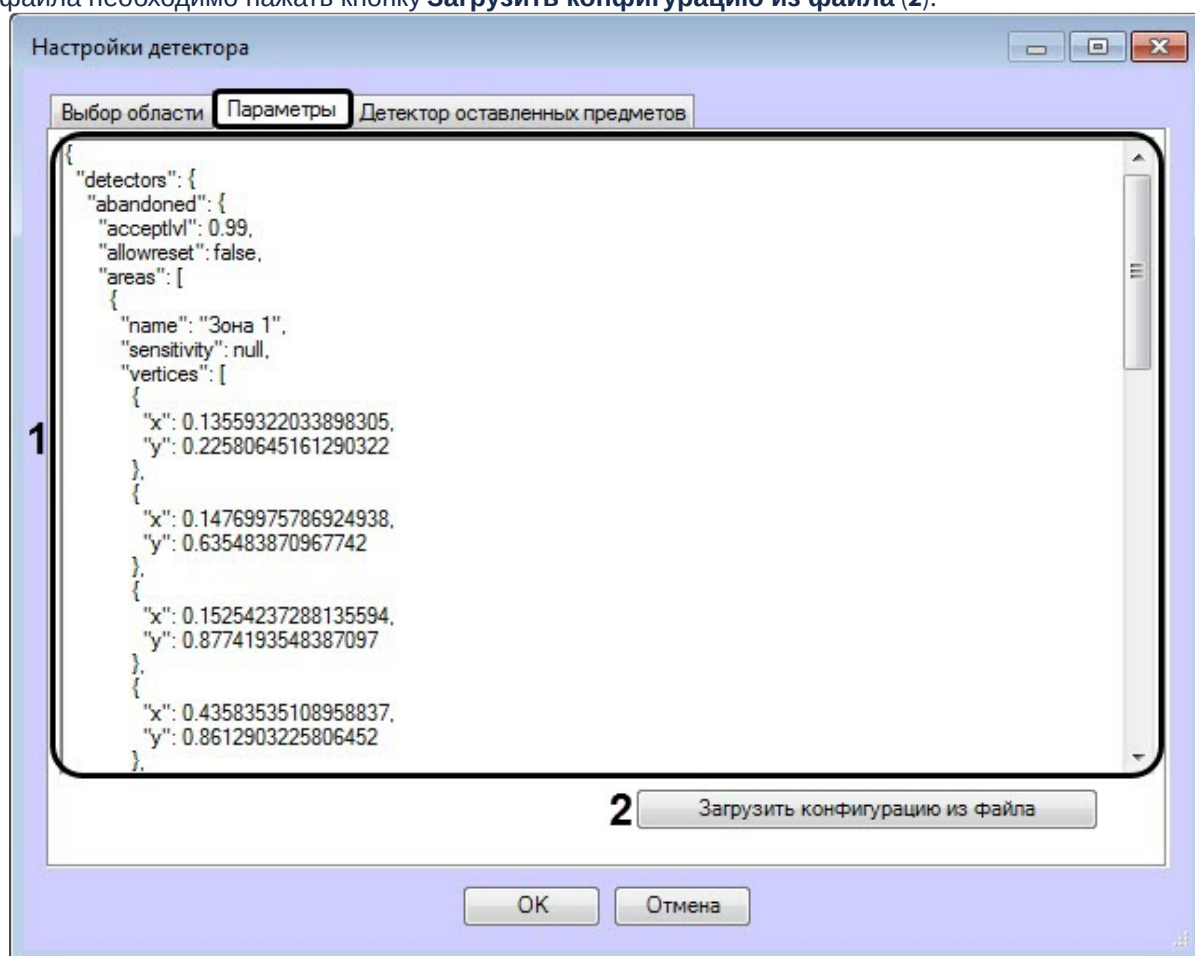 файла необходимо нажать кнопку Загрузить конфигурацию из файла (2).
Настройки детектора
Выбор области Параметры Детектор оставленных предметов
{
"detectors": {
"abandoned": {
"acceptlvl": 0.99,
"allowreset": false,
"areas": [
{
"name": "Зона 1",
"sensitivity": null,
"vertices": [
{
"x": 0.13559322033898305,
"y": 0.22580645161290322
},
{
"x": 0.14769975786924938,
"y": 0.635483870967742
},
{
"x": 0.15254237288135594,
"y": 0.8774193548387097
},
{
"x": 0.43583535108958837,
"y": 0.8612903225806452
},
1
2 Загрузить конфигурацию из файла
OK Отмена